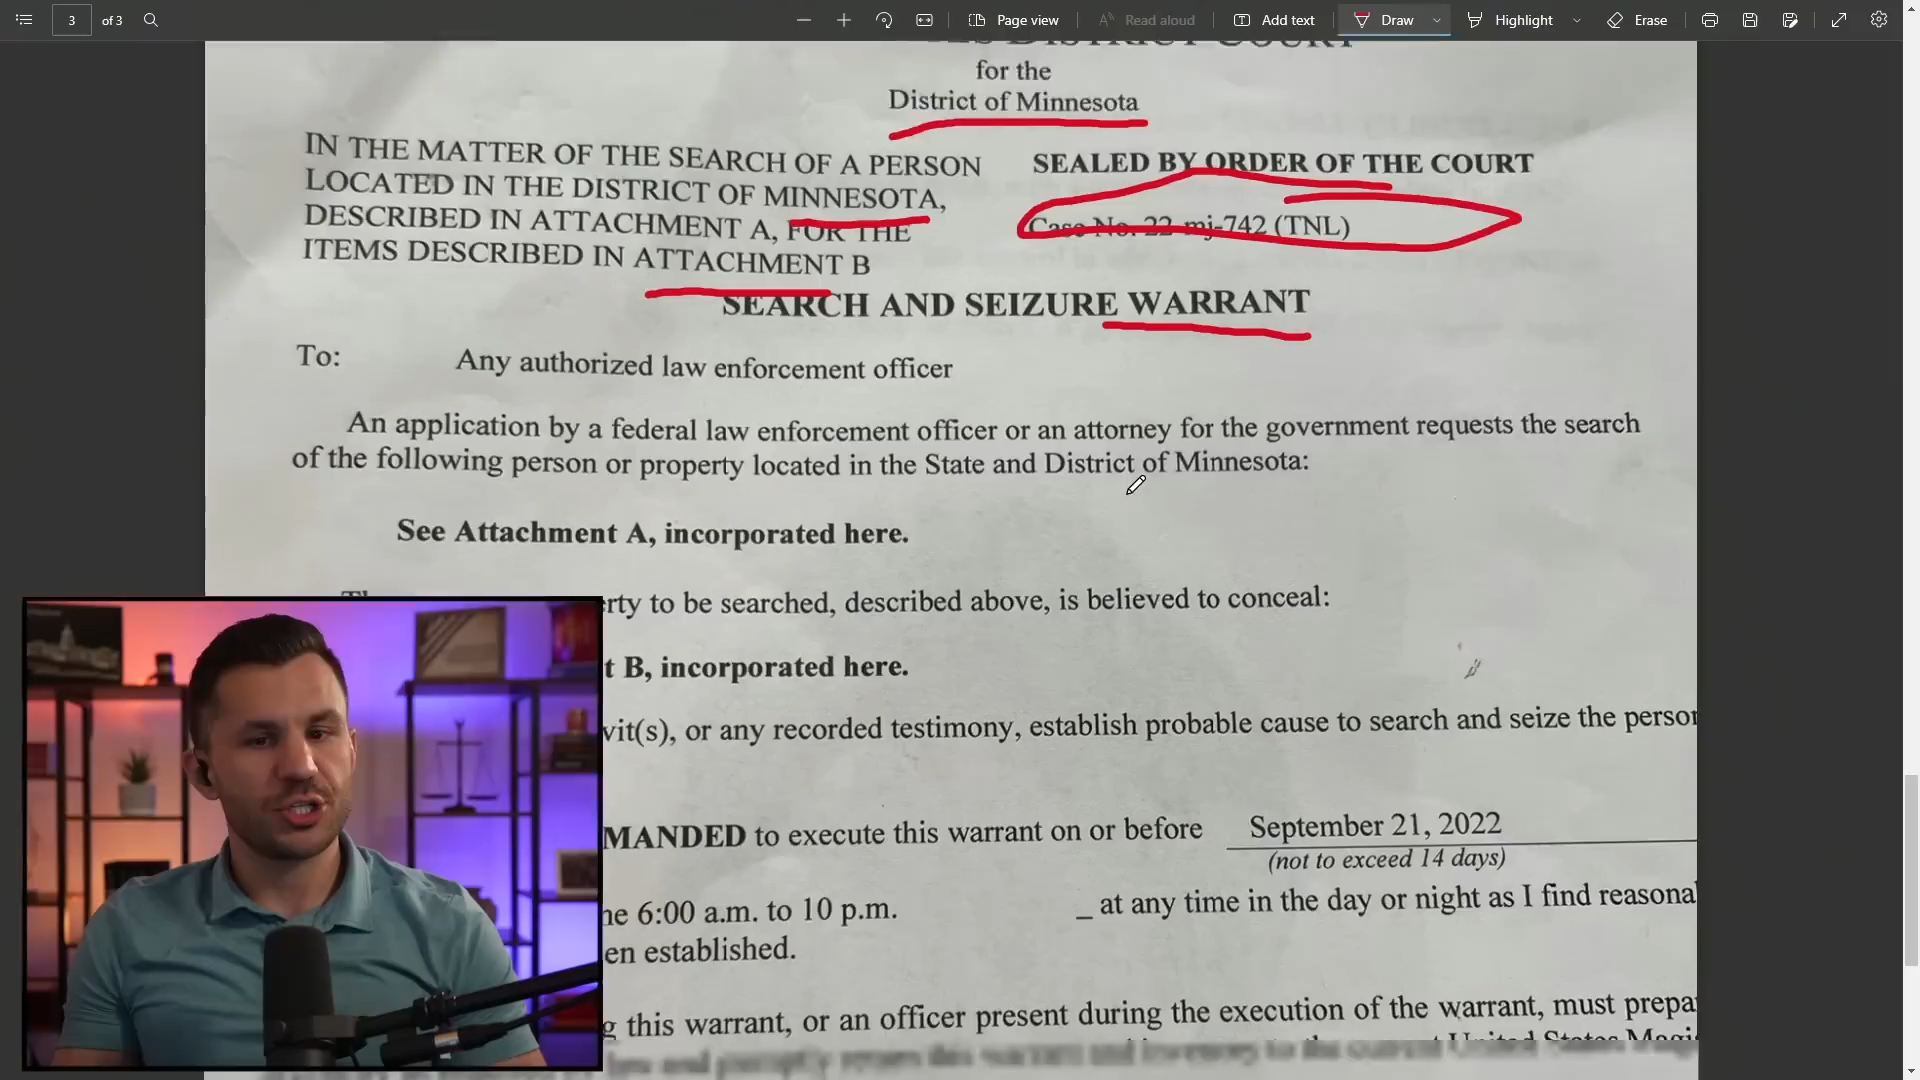 3 of 3
Page view
Read aloud
Add text
Draw
Highlight
Erase
DISTRICT COURT
for the
District of Minnesota
IN THE MATTER OF THE SEARCH OF A PERSON
LOCATED IN THE DISTRICT OF MINNESOTA,
DESCRIBED IN ATTACHMENT A, FOR THE
ITEMS DESCRIBED IN ATTACHMENT B
SEALED BY ORDER OF THE COURT
Case No. 22-mj-742 (TNL)
SEARCH AND SEIZURE WARRANT
To: Any authorized law enforcement officer
An application by a federal law enforcement officer or an attorney for the government requests the search
of the following person or property located in the State and District of Minnesota:
See Attachment A, incorporated here.
rty to be searched, described above, is believed to conceal:
t B, incorporated here.
vit(s), or any recorded testimony, establish probable cause to search and seize the person
MANDED to execute this warrant on or before September 21, 2022
(not to exceed 14 days)
he 6:00 a.m. to 10 p.m. _ at any time in the day or night as I find reasona
en established.
g this warrant, or an officer present during the execution of the warrant, must prepar
United States Magi